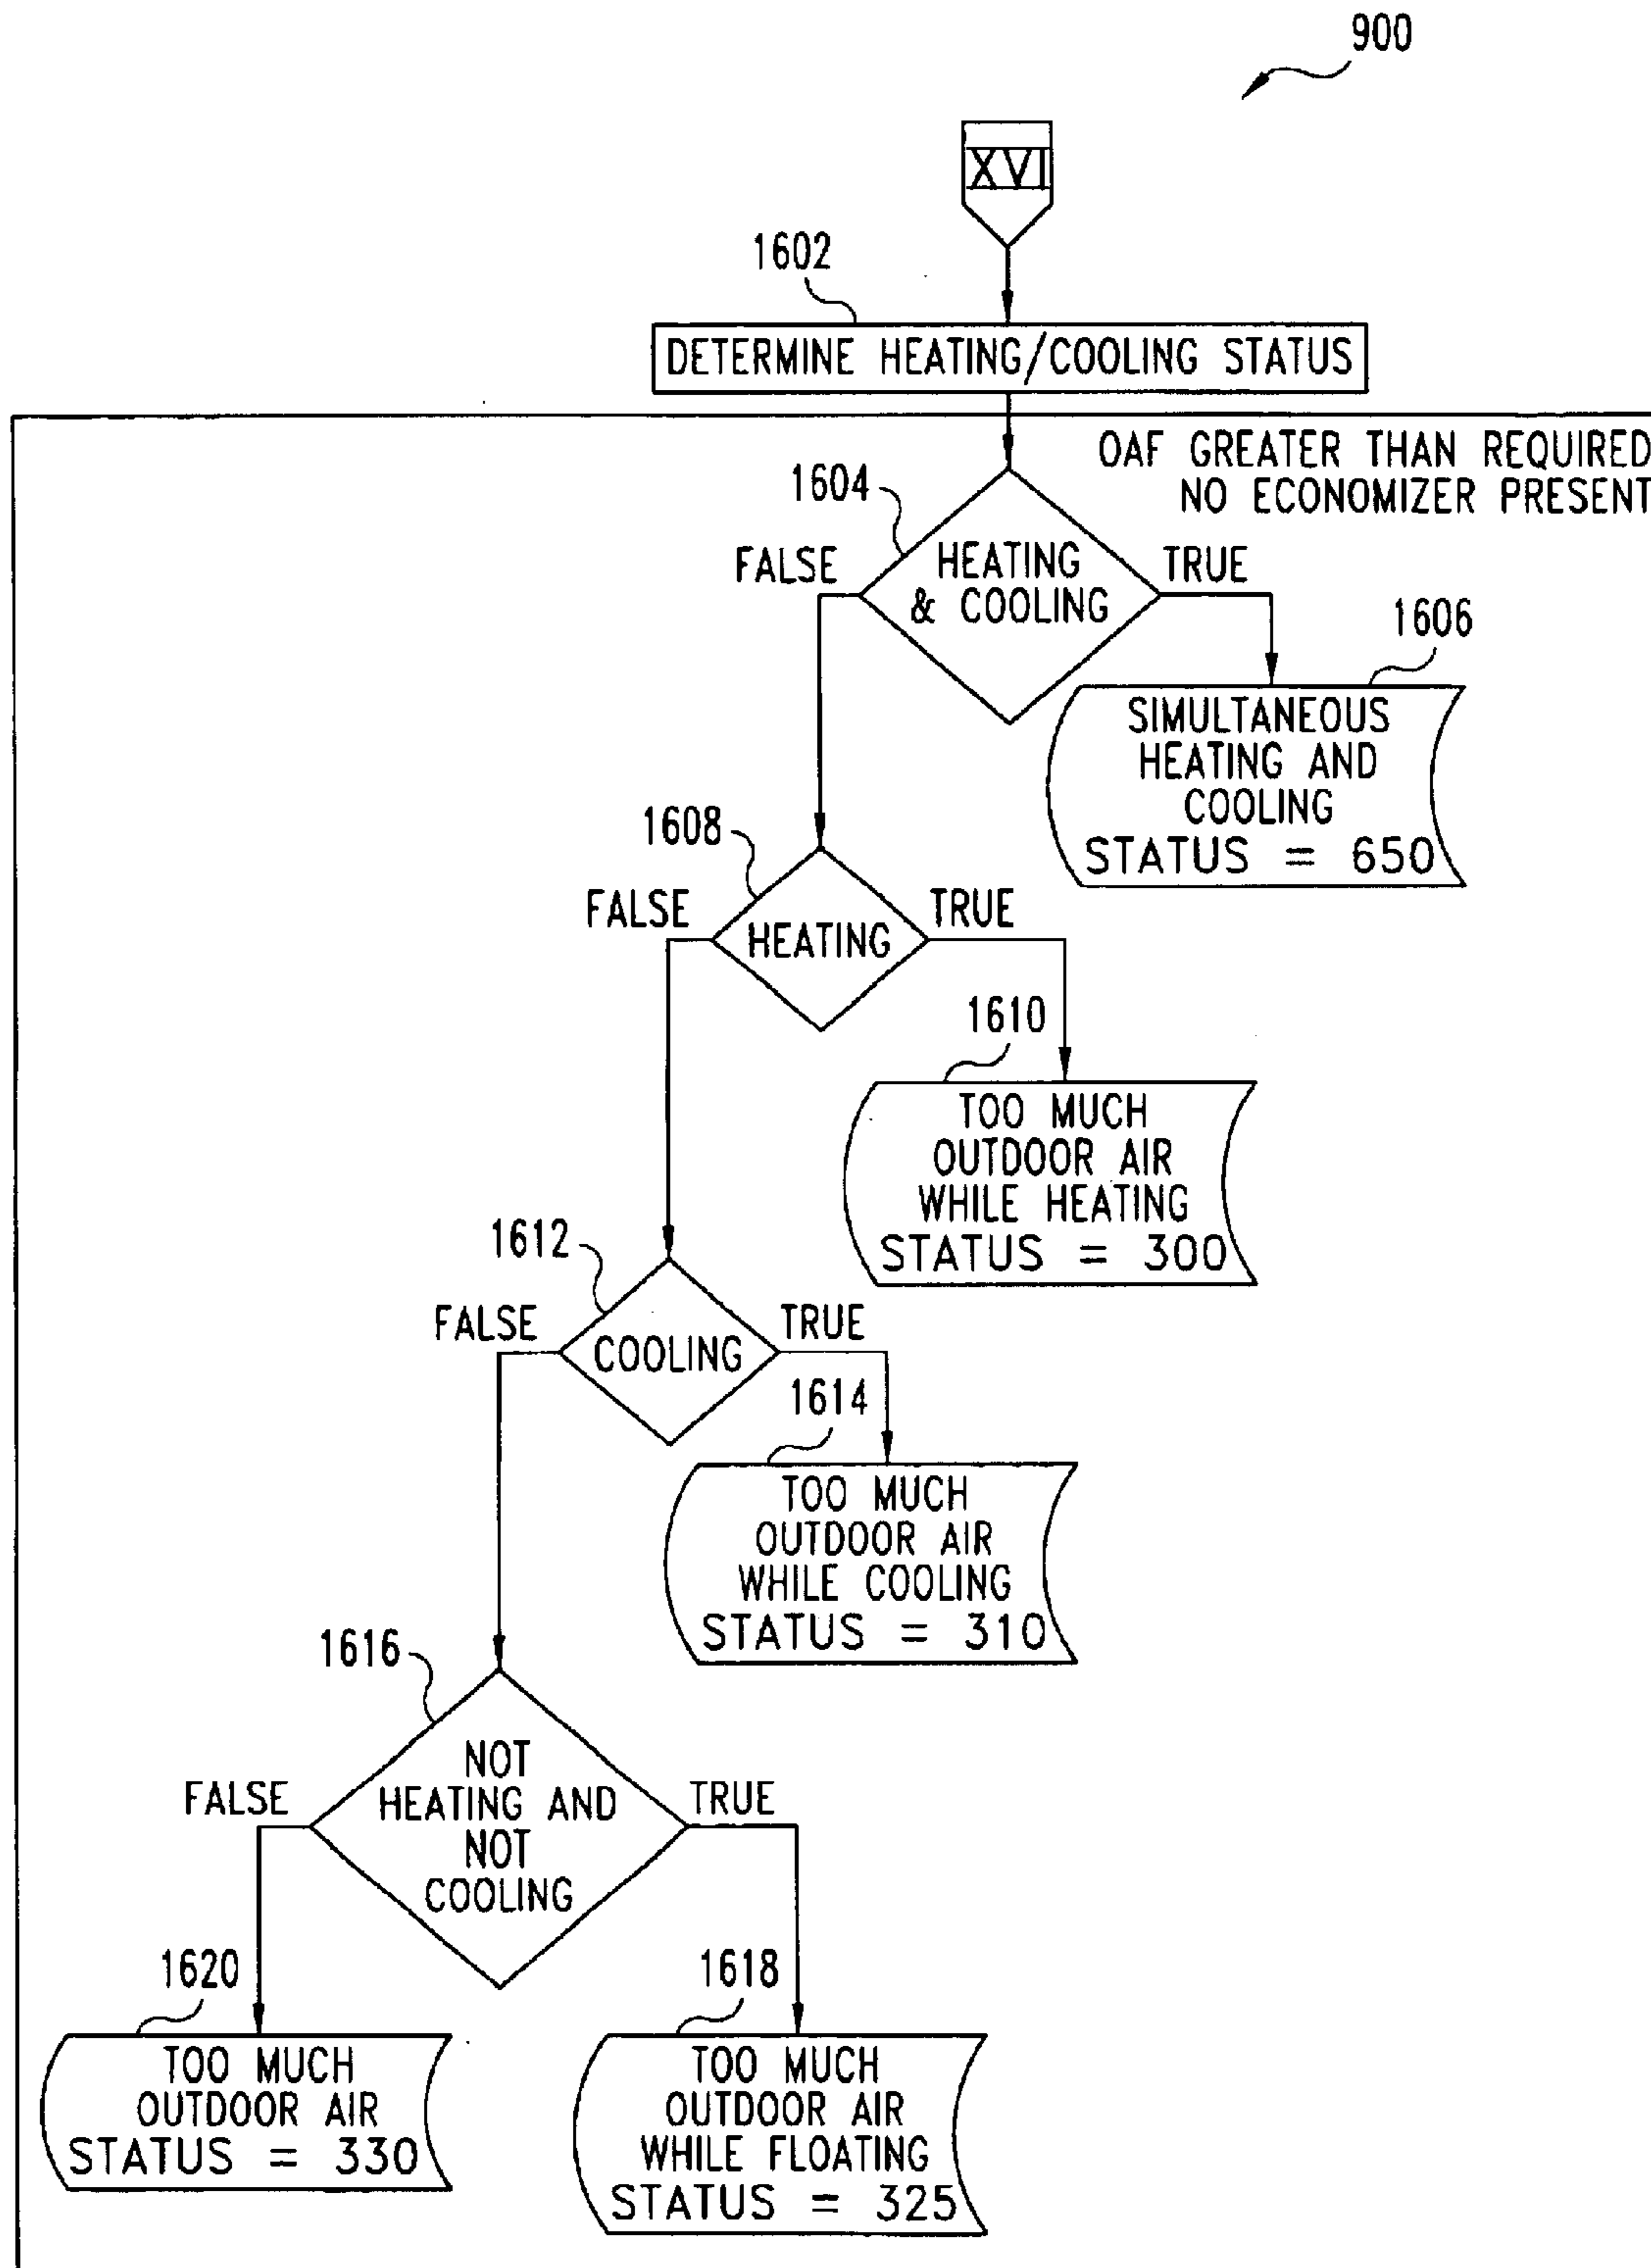 900
XVI
1602
DETERMINE HEATING/COOLING STATUS
OAF GREATER THAN REQUIRED
NO ECONOMIZER PRESENT
1604
FALSE
HEATING
& COOLING
TRUE
1606
SIMULTANEOUS
HEATING AND
COOLING
STATUS = 650
1608
FALSE
HEATING
TRUE
1610
TOO MUCH
OUTDOOR AIR
WHILE HEATING
STATUS = 300
1612
FALSE
COOLING
TRUE
1614
TOO MUCH
OUTDOOR AIR
WHILE COOLING
STATUS = 310
1616
FALSE
NOT
HEATING AND
NOT
COOLING
TRUE
1620
TOO MUCH
OUTDOOR AIR
STATUS = 330
1618
TOO MUCH
OUTDOOR AIR
WHILE FLOATING
STATUS = 325